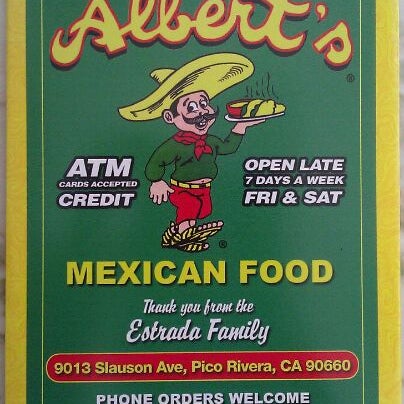 Albert's
®
ATM
CARDS ACCEPTED
CREDIT
OPEN LATE
7 DAYS A WEEK
FRI & SAT
®
MEXICAN FOOD
Thank you from the
Estrada Family
9013 Slauson Ave, Pico Rivera, CA 90660
PHONE ORDERS WELCOME